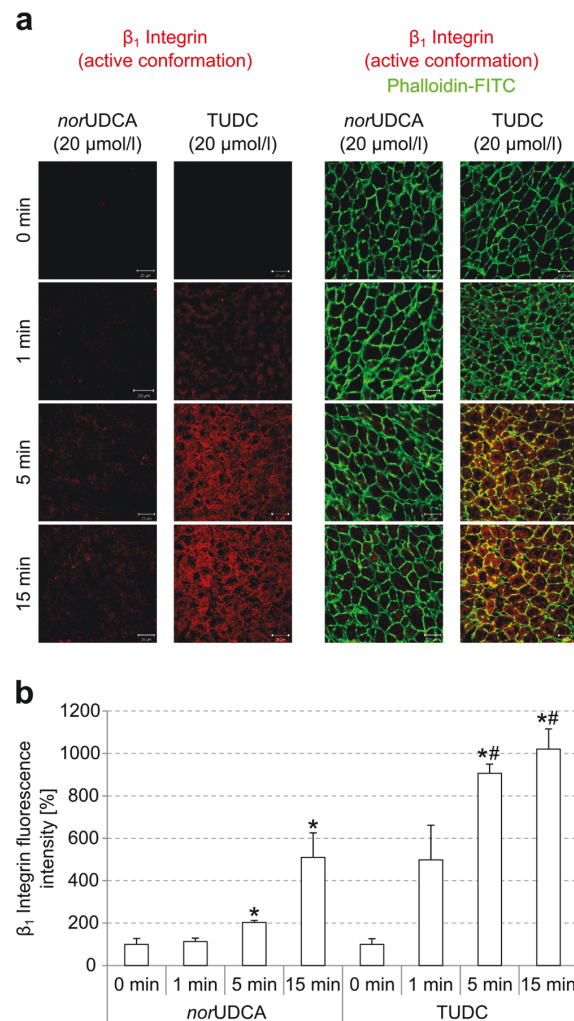 a
β₁ Integrin
(active conformation)
β₁ Integrin
(active conformation)
Phalloidin-FITC
norUDCA
(20 µmol/l)
TUDC
(20 µmol/l)
norUDCA
(20 µmol/l)
TUDC
(20 µmol/l)
0 min
1 min
5 min
15 min
b
β₁ Integrin fluorescence
intensity [%]
1200
1000
800
600
400
200
0
*
*
*#
*#
0 min 1 min 5 min 15 min 0 min 1 min 5 min 15 min
norUDCA TUDC